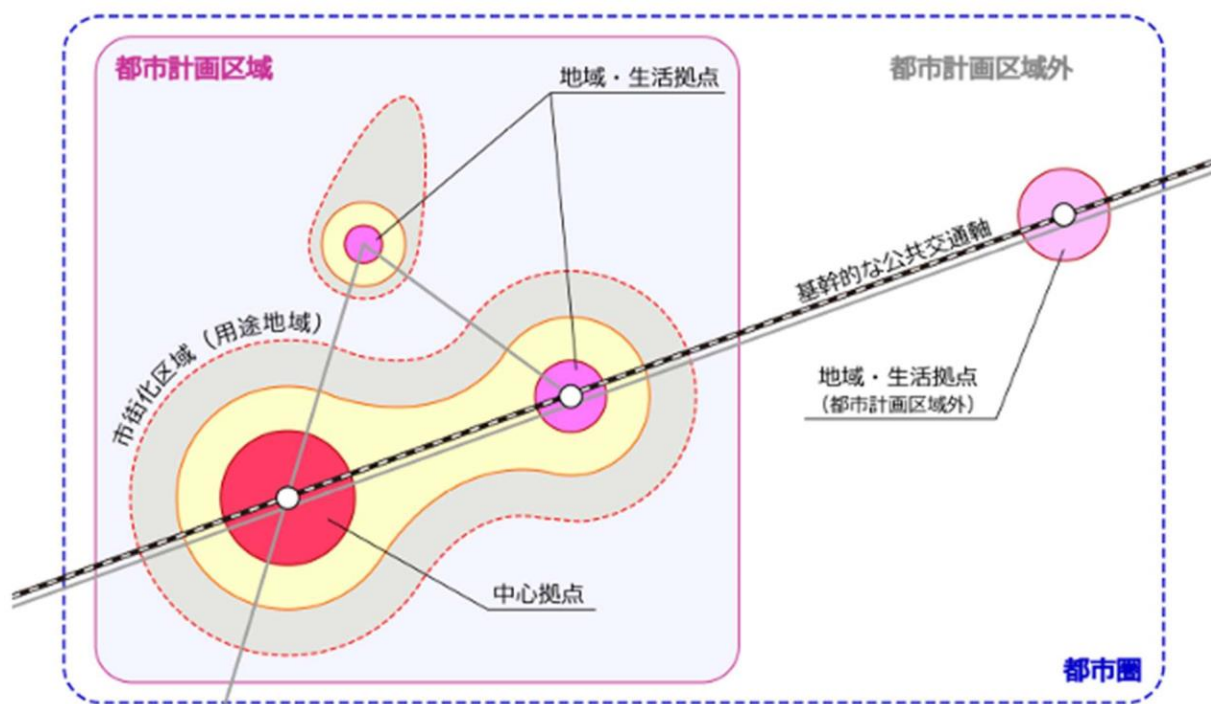 都市計画区域
地域・生活拠点
都市計画区域外
基幹的な公共交通軸
市街化区域（用途地域）
地域・生活拠点
（都市計画区域外）
中心拠点
都市圏